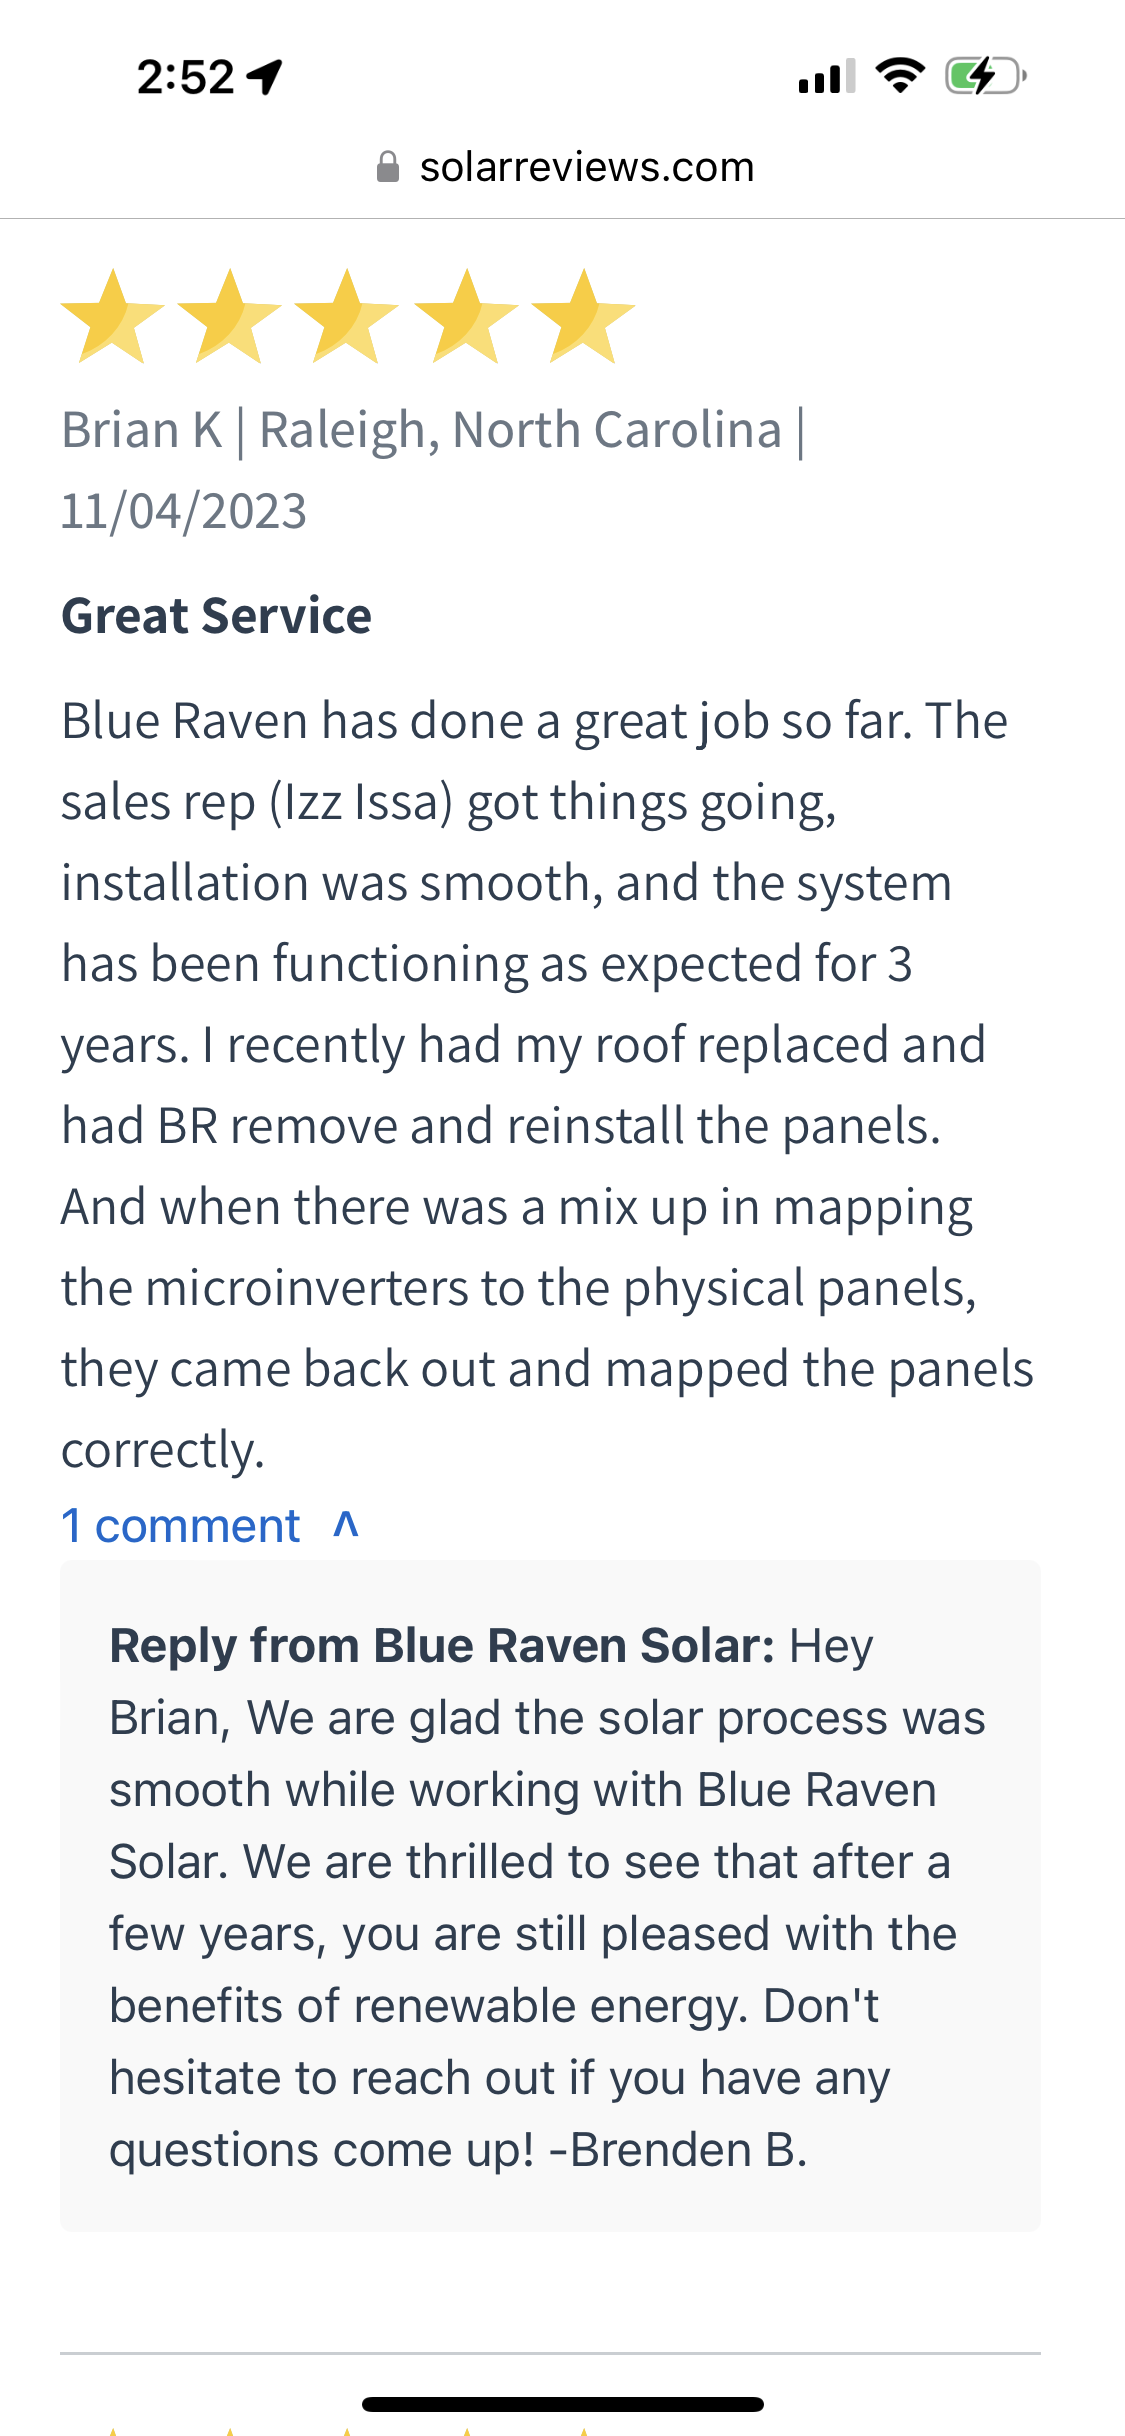 2:52
solarreviews.com
Brian K | Raleigh, North Carolina |
11/04/2023
Great Service
Blue Raven has done a great job so far. The
sales rep (Izz Issa) got things going,
installation was smooth, and the system
has been functioning as expected for 3
years. I recently had my roof replaced and
had BR remove and reinstall the panels.
And when there was a mix up in mapping
the microinverters to the physical panels,
they came back out and mapped the panels
correctly.
1 comment ^
Reply from Blue Raven Solar: Hey
Brian, We are glad the solar process was
smooth while working with Blue Raven
Solar. We are thrilled to see that after a
few years, you are still pleased with the
benefits of renewable energy. Don't
hesitate to reach out if you have any
questions come up! -Brenden B.